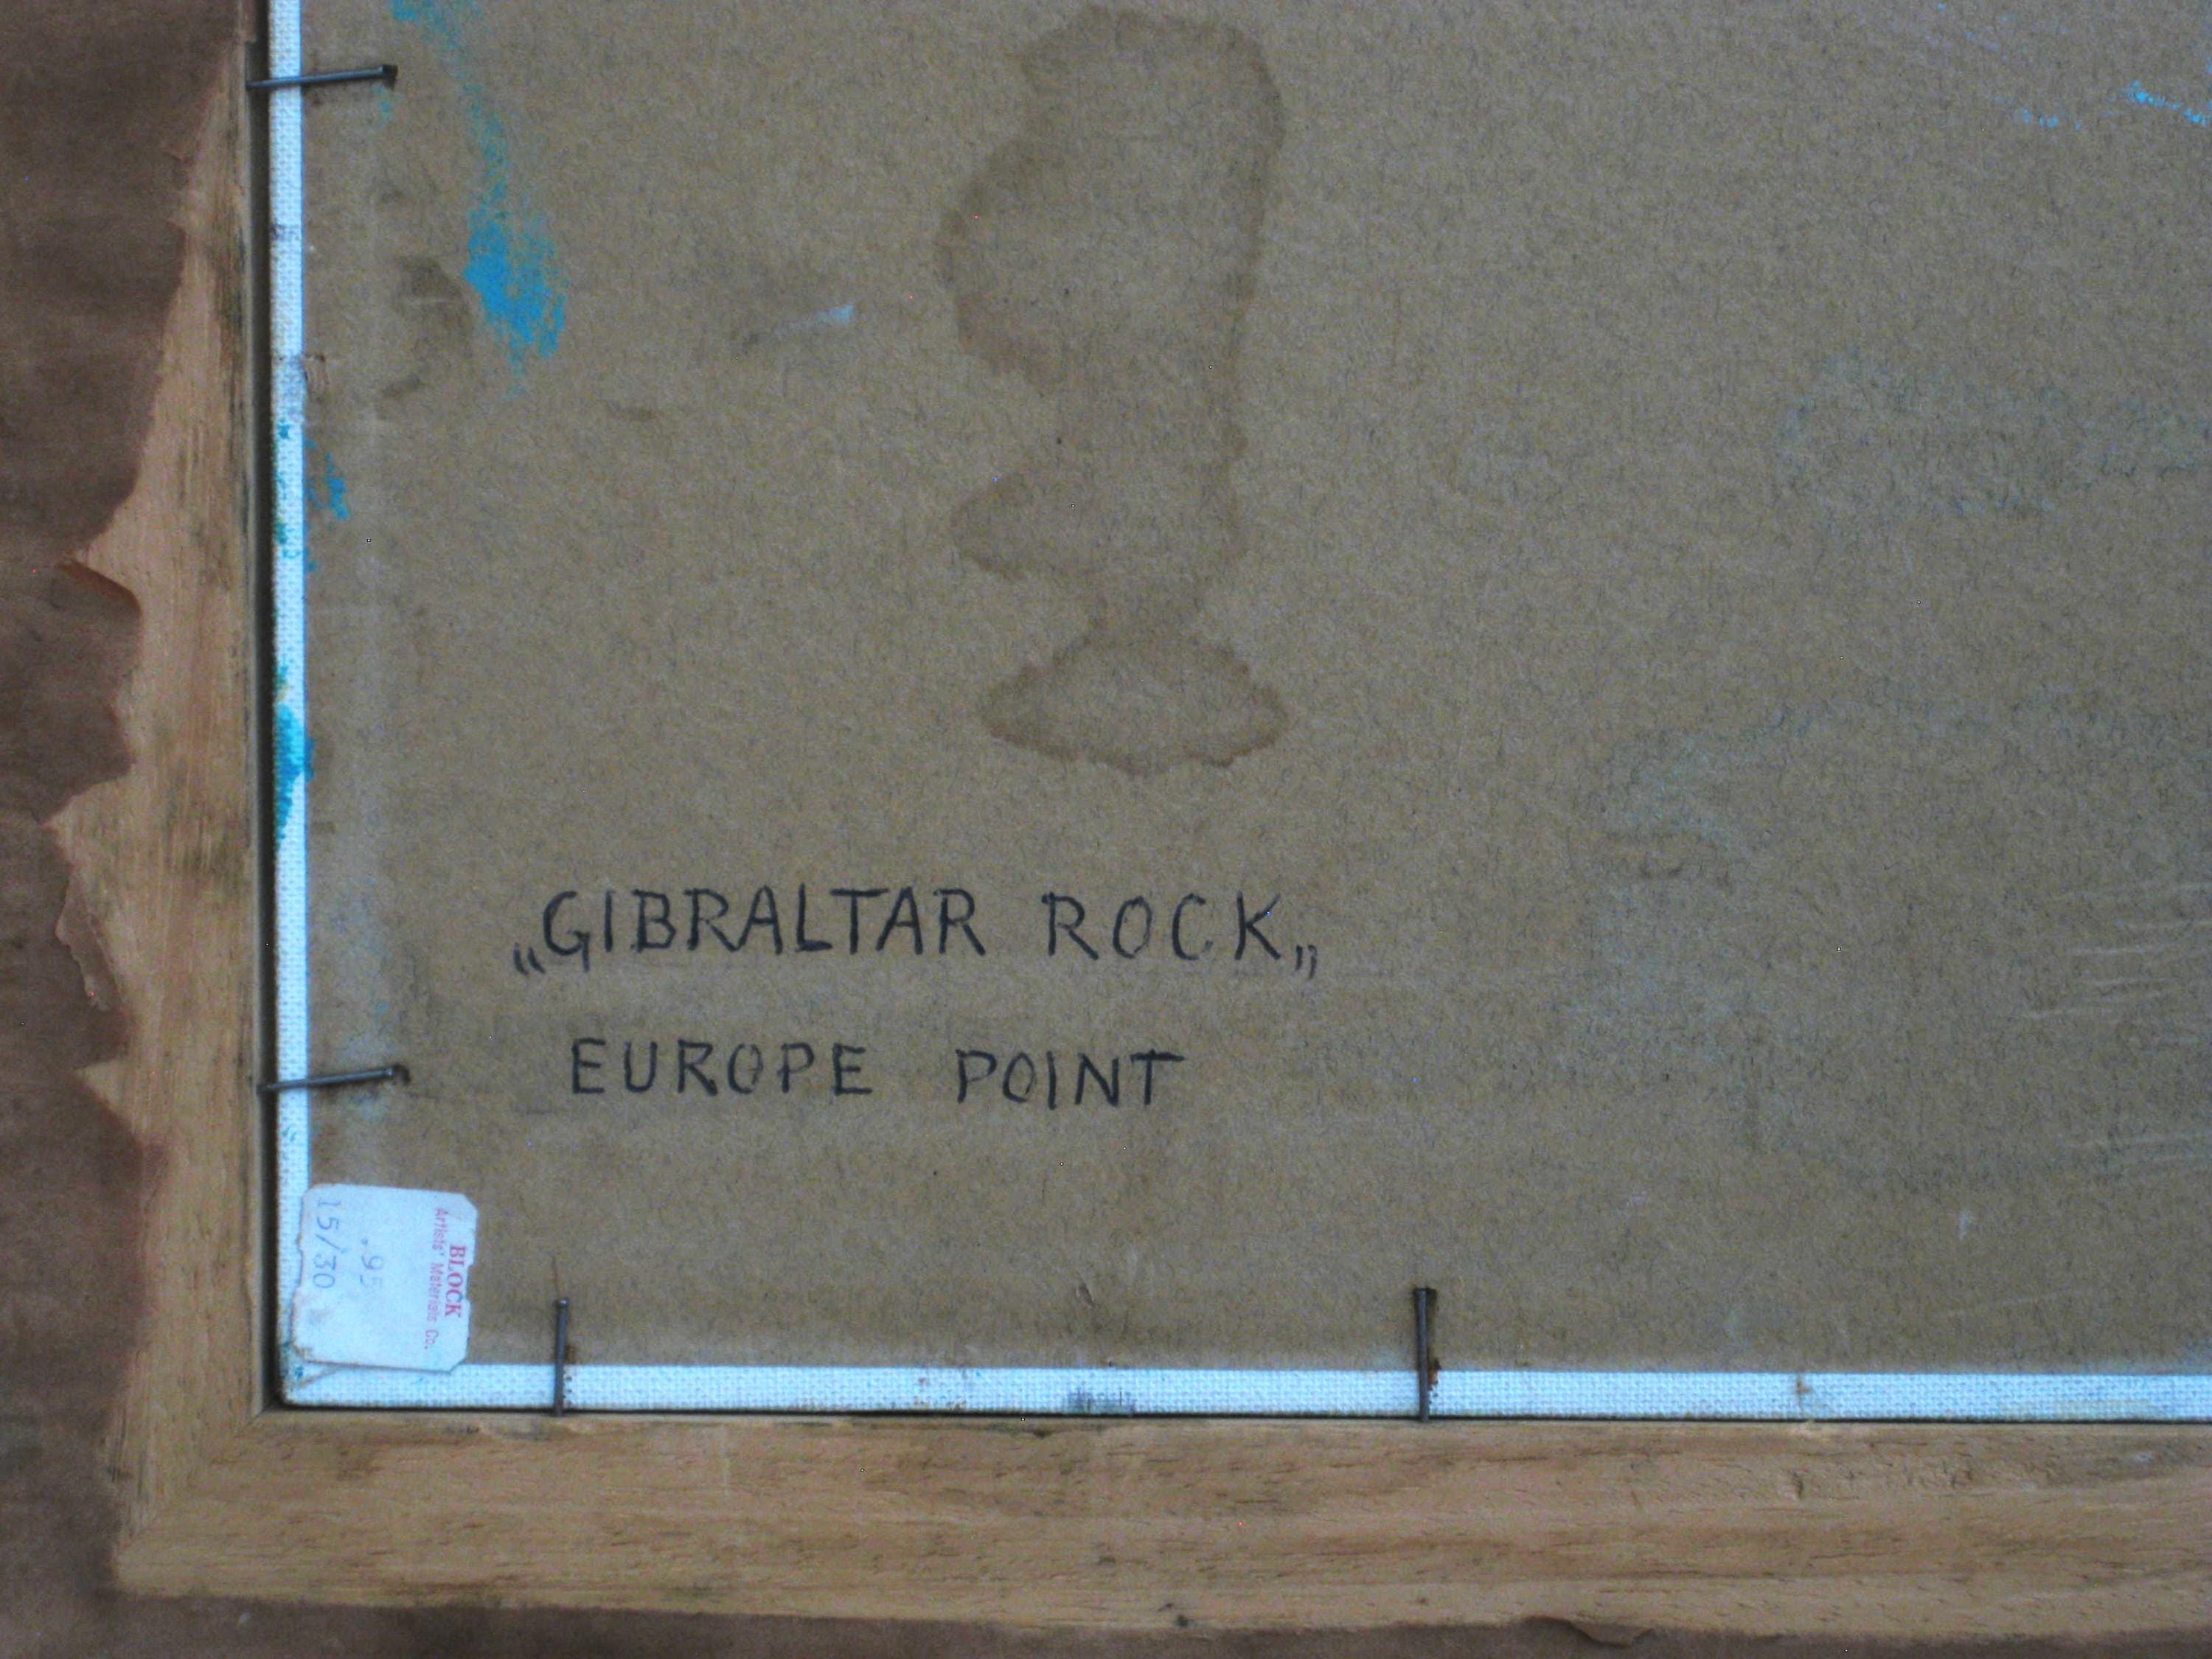 „GIBRALTAR ROCK„
EUROPE POINT
BLOCK
Artists' Materials Co.
.95
15/30